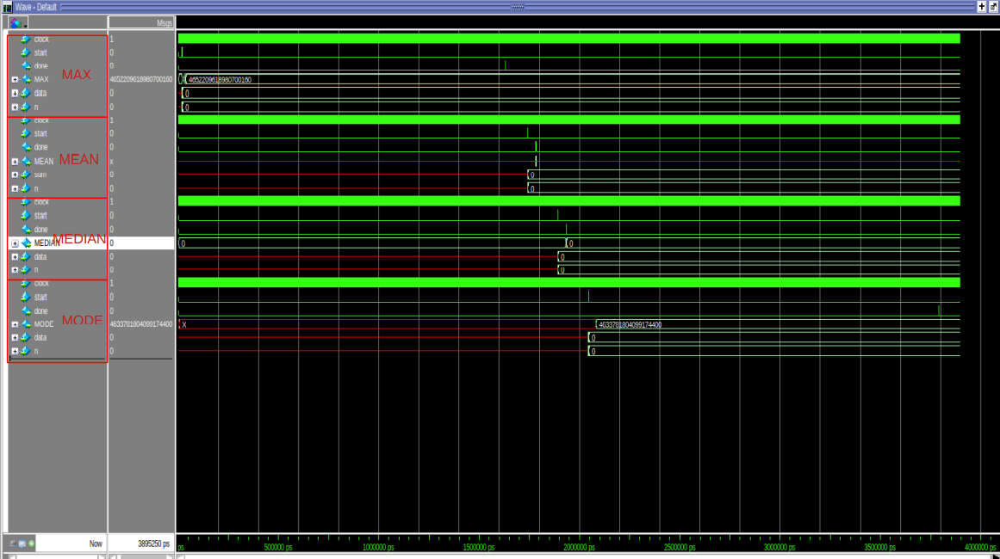 Wave - Default
Msgs
clock 1
start 0
done 0
MAX 4652209618980700160 4652209618980700160
MAX
data 0 0
n 0 0
clock 1
start 0
done 0
MEAN x
MEAN
sum 0 0
n 0 0
clock 1
start 0
done 0
MEDIAN 0 0 0
MEDIAN
data 0 0
n 0 0
clock 1
start 0
done 0
MODE 4633781804099174400 X 4633781804099174400
MODE
data 0 0
n 0 0
Now 3895250 ps ps 500000 ps 1000000 ps 1500000 ps 2000000 ps 2500000 ps 3000000 ps 3500000 ps 4000000 ps